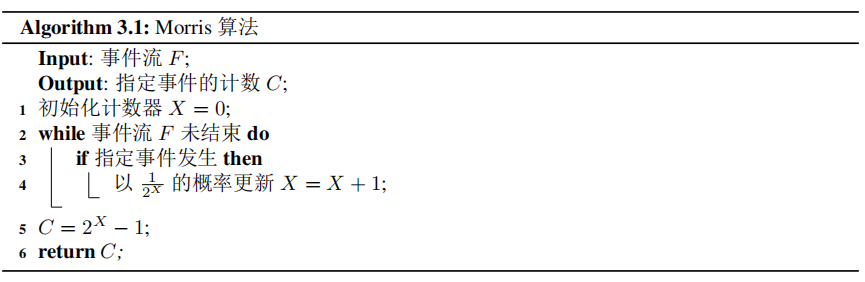 Algorithm 3.1: Morris 算法
Input: 事件流 F;
Output: 指定事件的计数 C;
1 初始化计数器 X = 0;
2 while 事件流 F 未结束 do
3 if 指定事件发生 then
4 以 1/2^X 的概率更新 X = X + 1;
5 C = 2^X − 1;
6 return C;